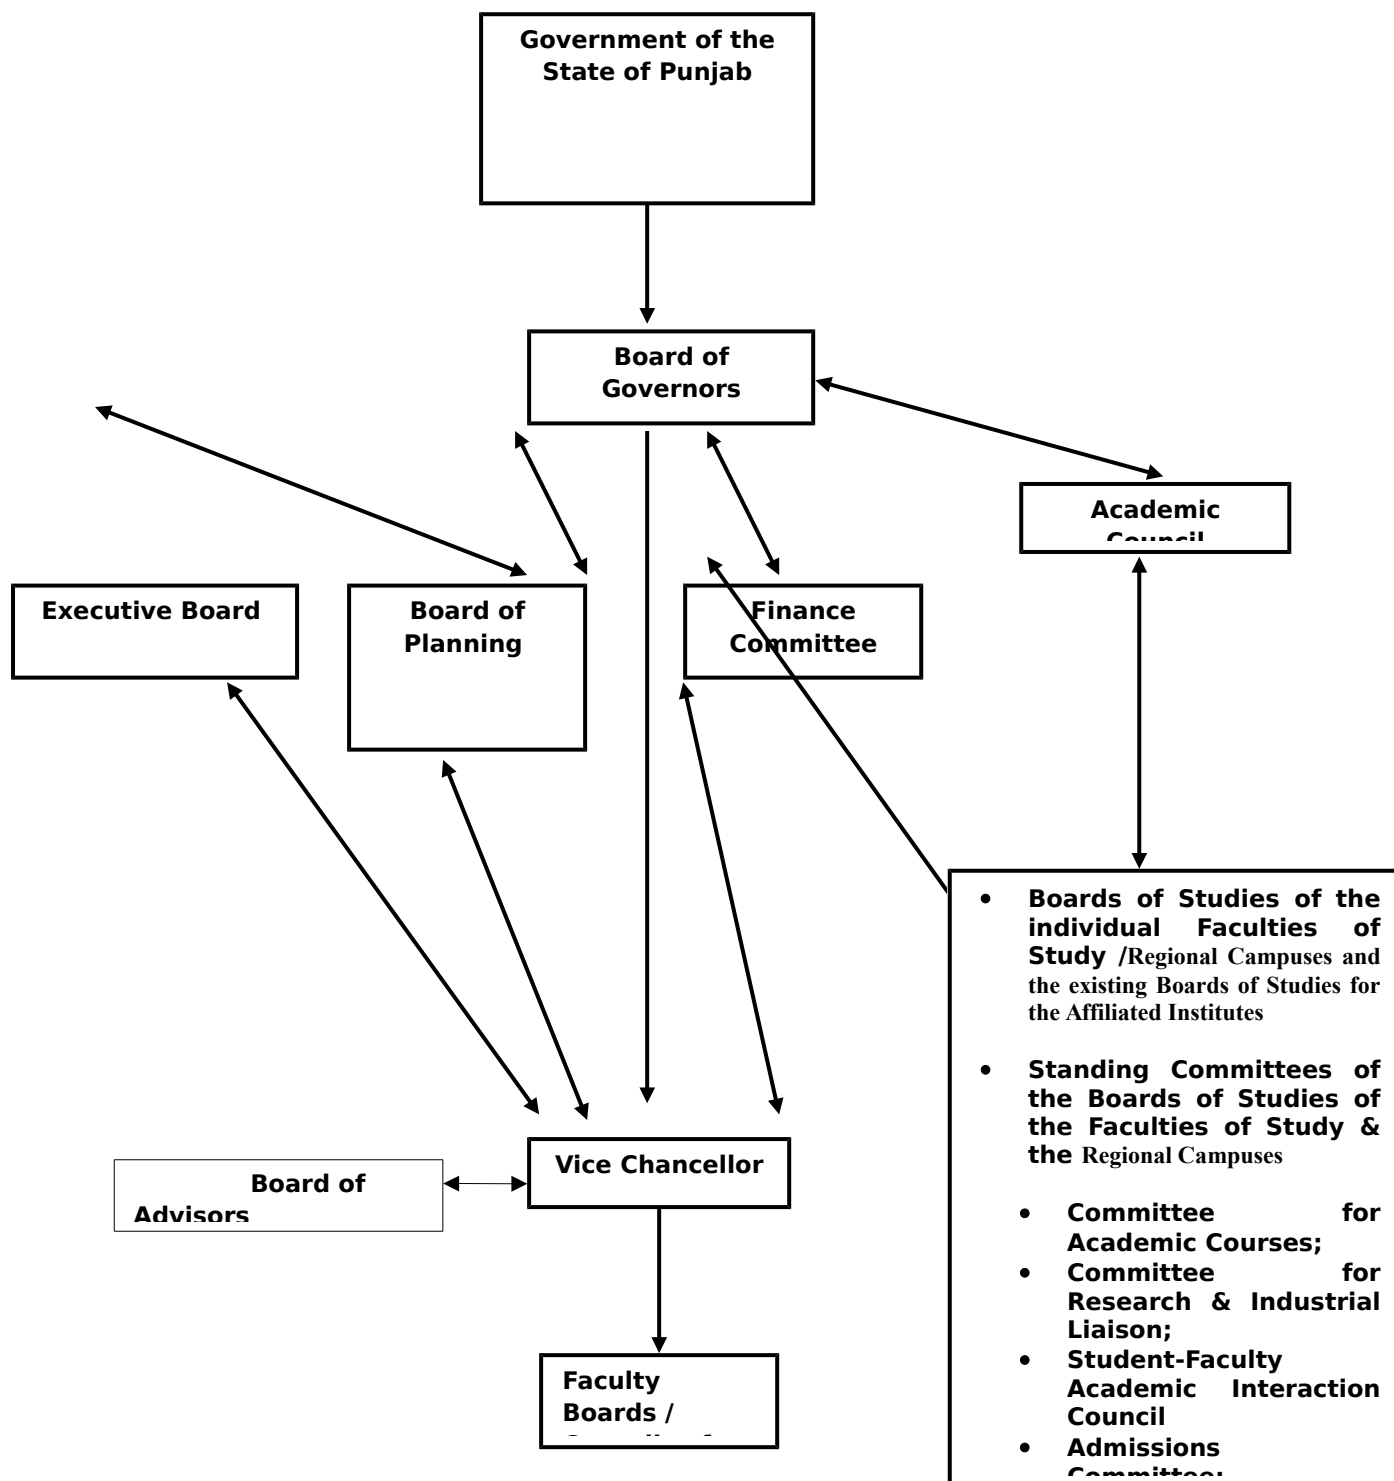 Government of the
State of Punjab
Board of
Governors
Academic
Council
Executive Board
Board of
Planning
Finance
Committee
• Boards of Studies of the
individual Faculties of
Study /Regional Campuses and
the existing Boards of Studies for
the Affiliated Institutes
• Standing Committees of
the Boards of Studies of
the Faculties of Study &
the Regional Campuses
• Committee for
Academic Courses;
• Committee for
Research & Industrial
Liaison;
• Student-Faculty
Academic Interaction
Council
• Admissions
Committee;
Vice Chancellor
Board of
Advisors
Faculty
Boards /